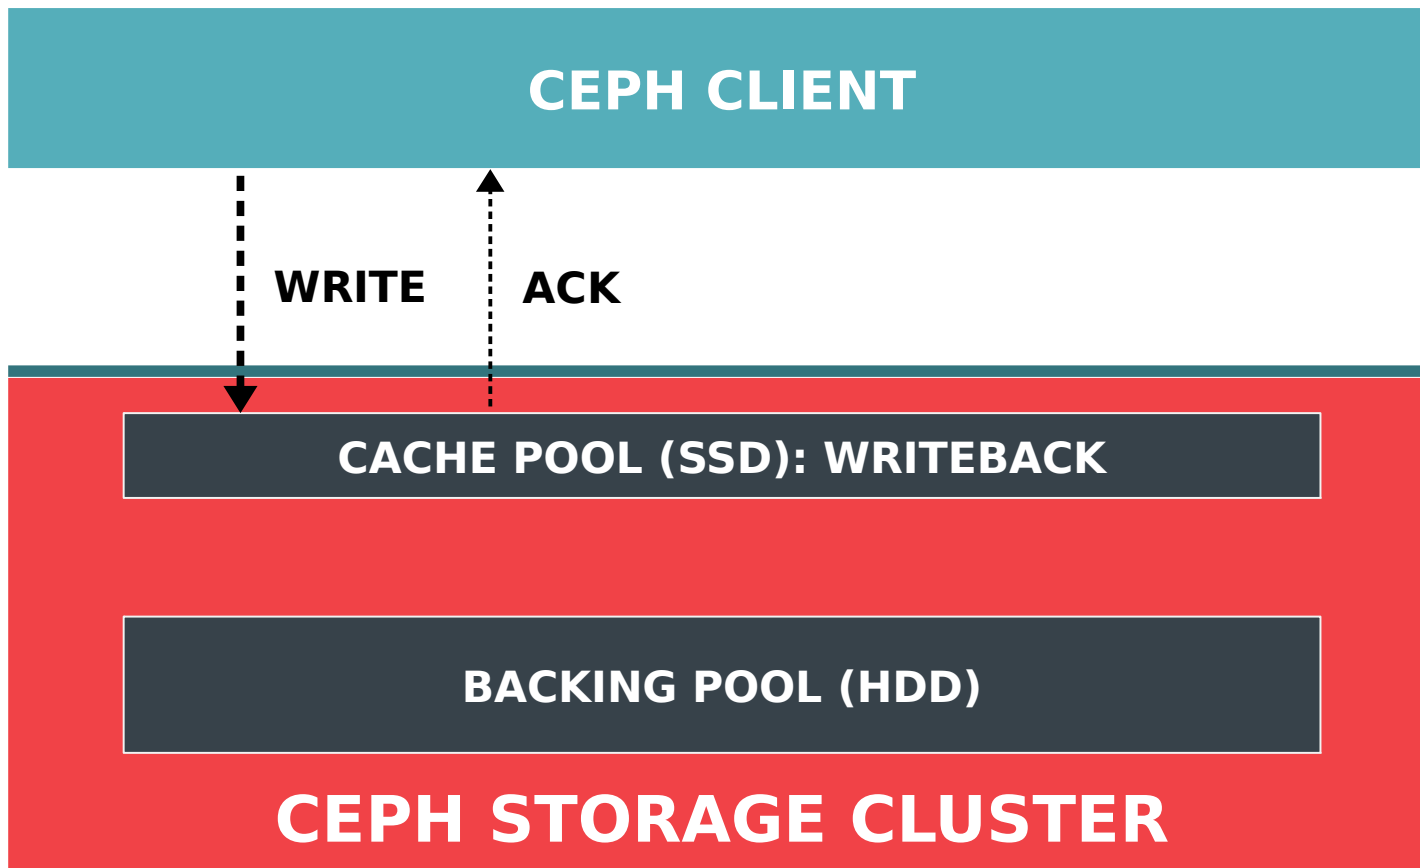 CEPH CLIENT
WRITE
ACK
CACHE POOL (SSD): WRITEBACK
BACKING POOL (HDD)
CEPH STORAGE CLUSTER